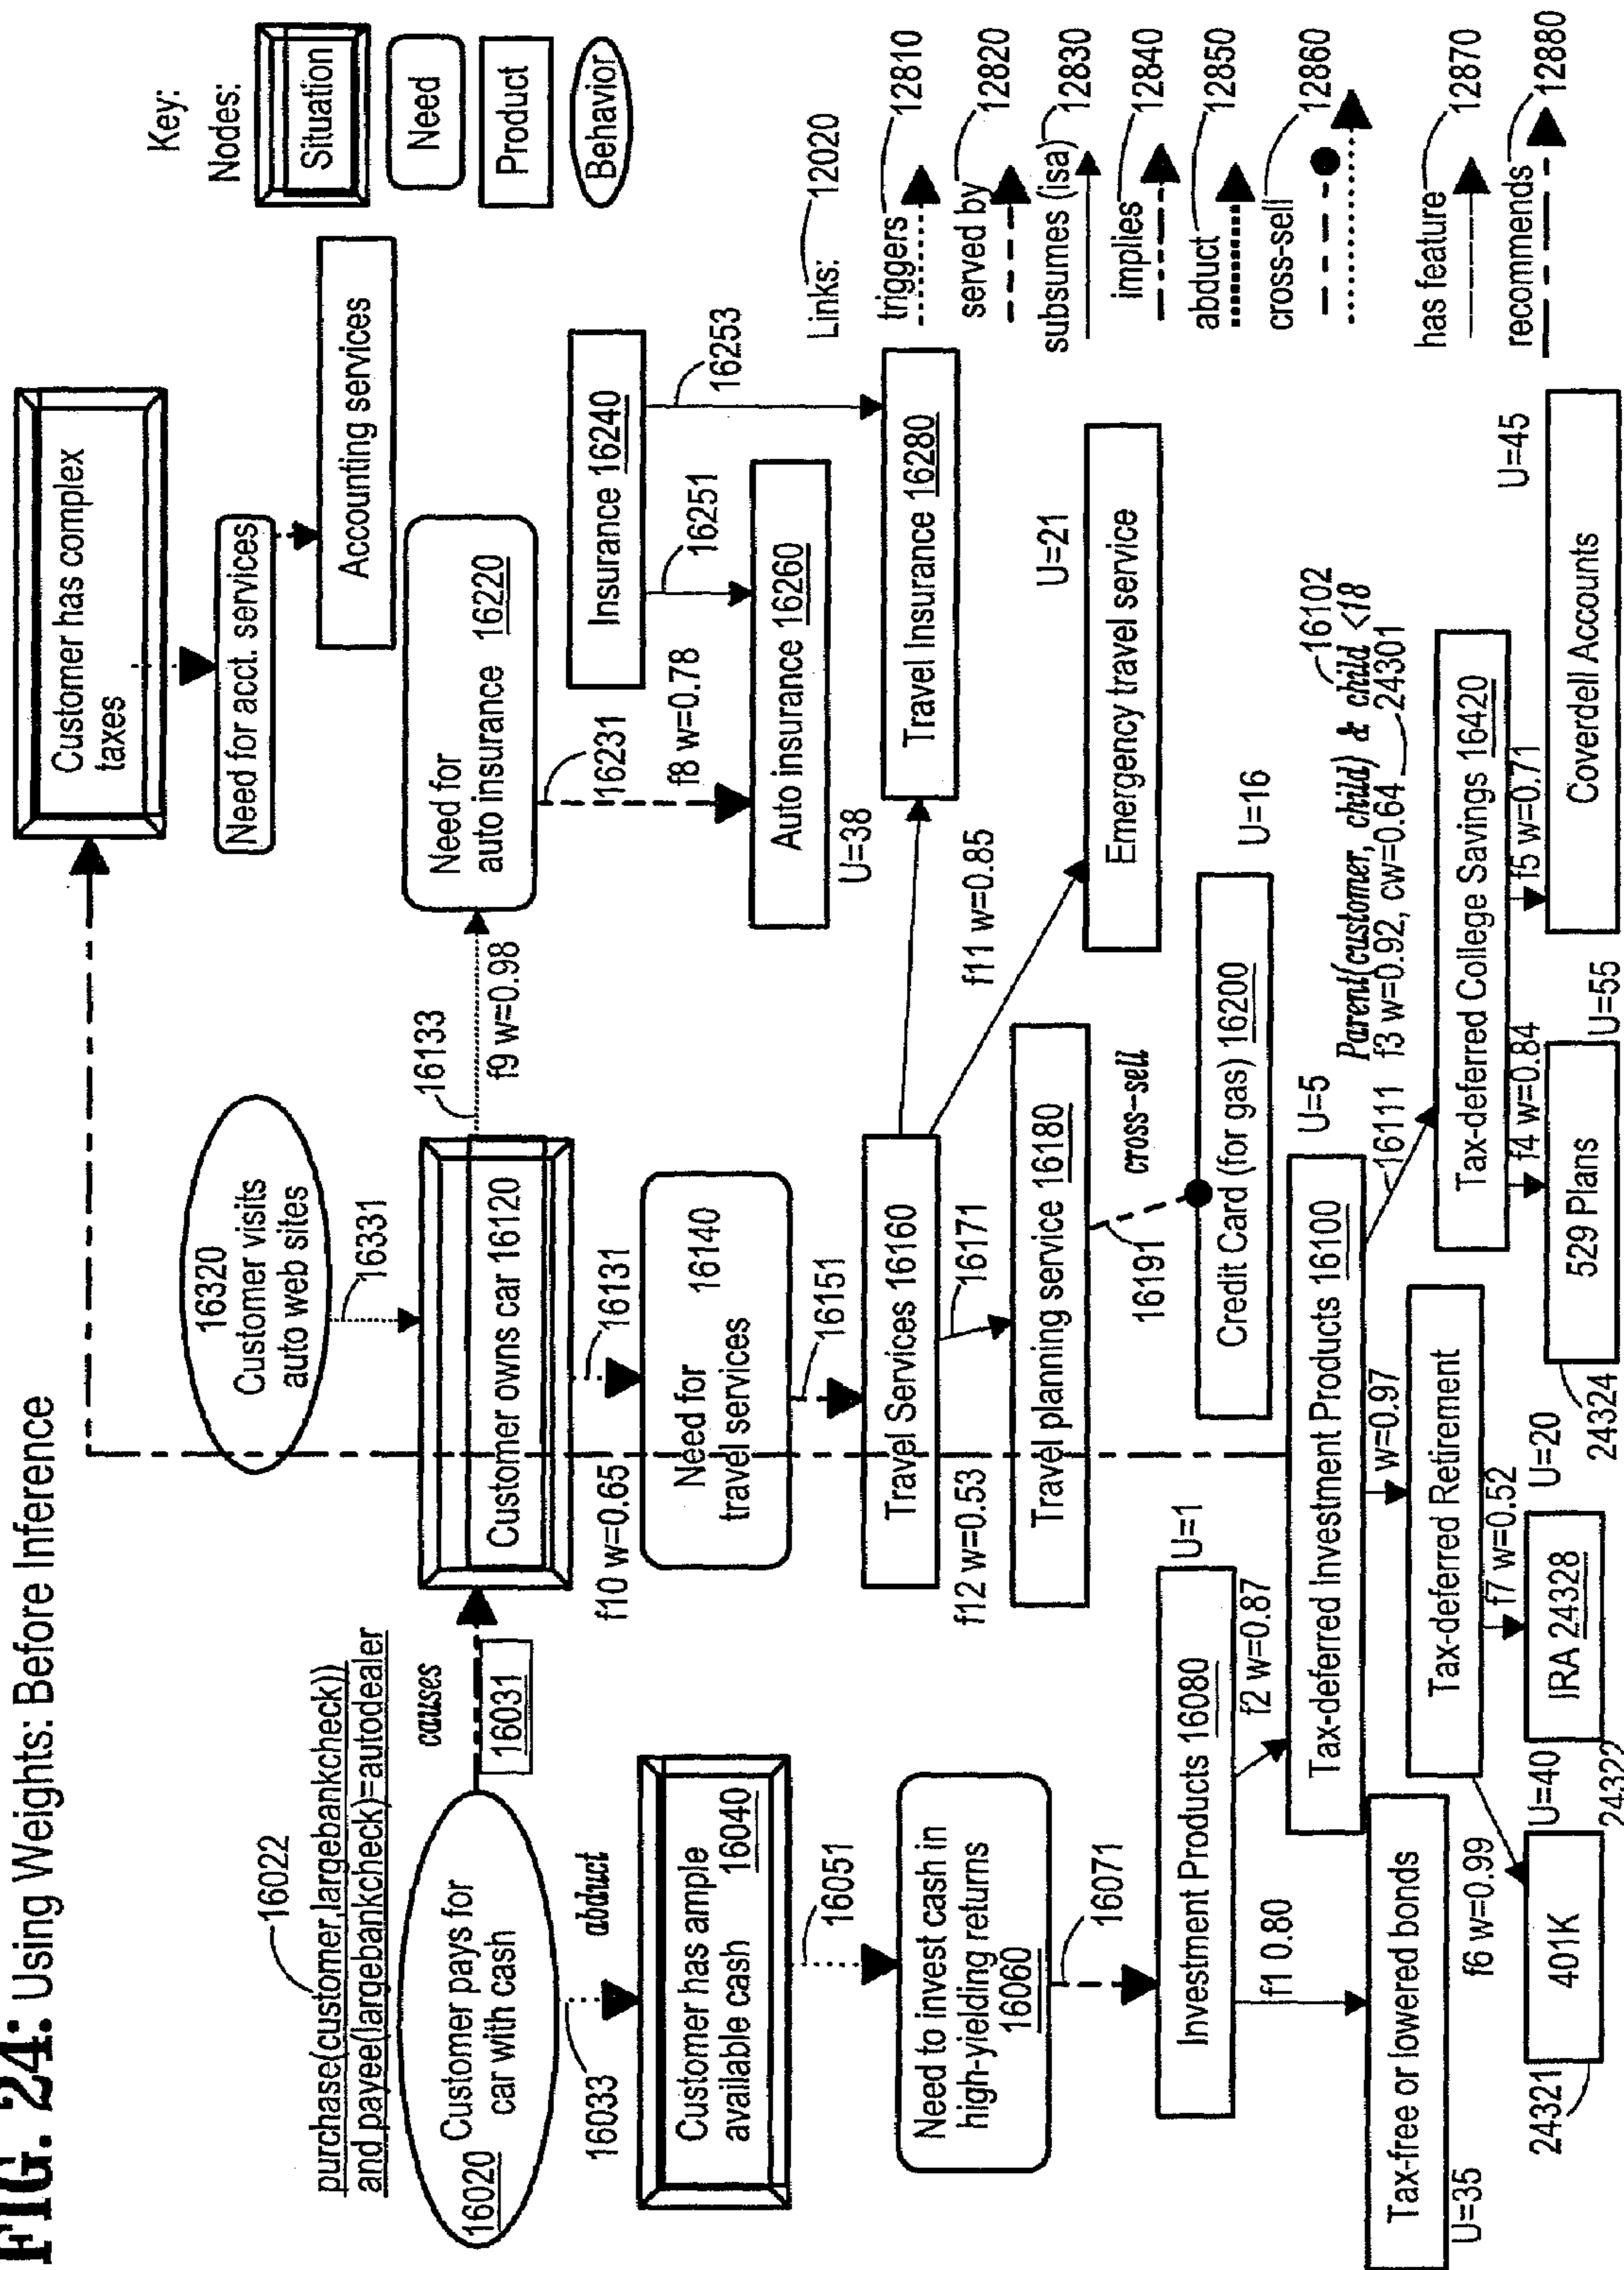 FIG. 24: Using Weights: Before Inference
16022
purchase(customer,largebankcheck))
and payee(largebankcheck)=autodealer
16020
Customer pays for
car with cash
causes
16031
16033
abduct
Customer has ample
available cash 16040
16051
Need to invest cash in
high-yielding returns
16060
16071
Investment Products 16080
U=1
f1 0.80
f2 w=0.87
Tax-free or lowered bonds
U=35
Tax-deferred Investment Products 16100
U=5
w=0.97
Tax-deferred Retirement
f6 w=0.99
f7 w=0.52
401K
U=40
24321
24322
IRA 24328
U=20
16111
Parent(customer, child) & child <18
16102
f3 w=0.92, cw=0.64
24301
Tax-deferred College Savings 16420
f4 w=0.84
f5 w=0.71
529 Plans
U=55
24324
Coverdell Accounts
U=45
16320
Customer visits
auto web sites
16331
Customer owns car 16120
16133
f9 w=0.98
f10 w=0.65
16131
Need for
travel services
16140
16151
Travel Services 16160
f12 w=0.53
16171
Travel planning service 16180
16191
cross-sell
Credit Card (for gas) 16200
U=16
f11 w=0.85
Travel Insurance 16280
Emergency travel service
U=21
Customer has complex
taxes
Need for acct. services
Accounting services
Need for
auto insurance 16220
16231
f8 w=0.78
Insurance 16240
16251
16253
Auto insurance 16260
U=38
Key:
Nodes:
Situation
Need
Product
Behavior
Links: 12020
triggers 12810
served by 12820
subsumes (isa) 12830
implies 12840
abduct 12850
cross-sell 12860
has feature 12870
recommends 12880